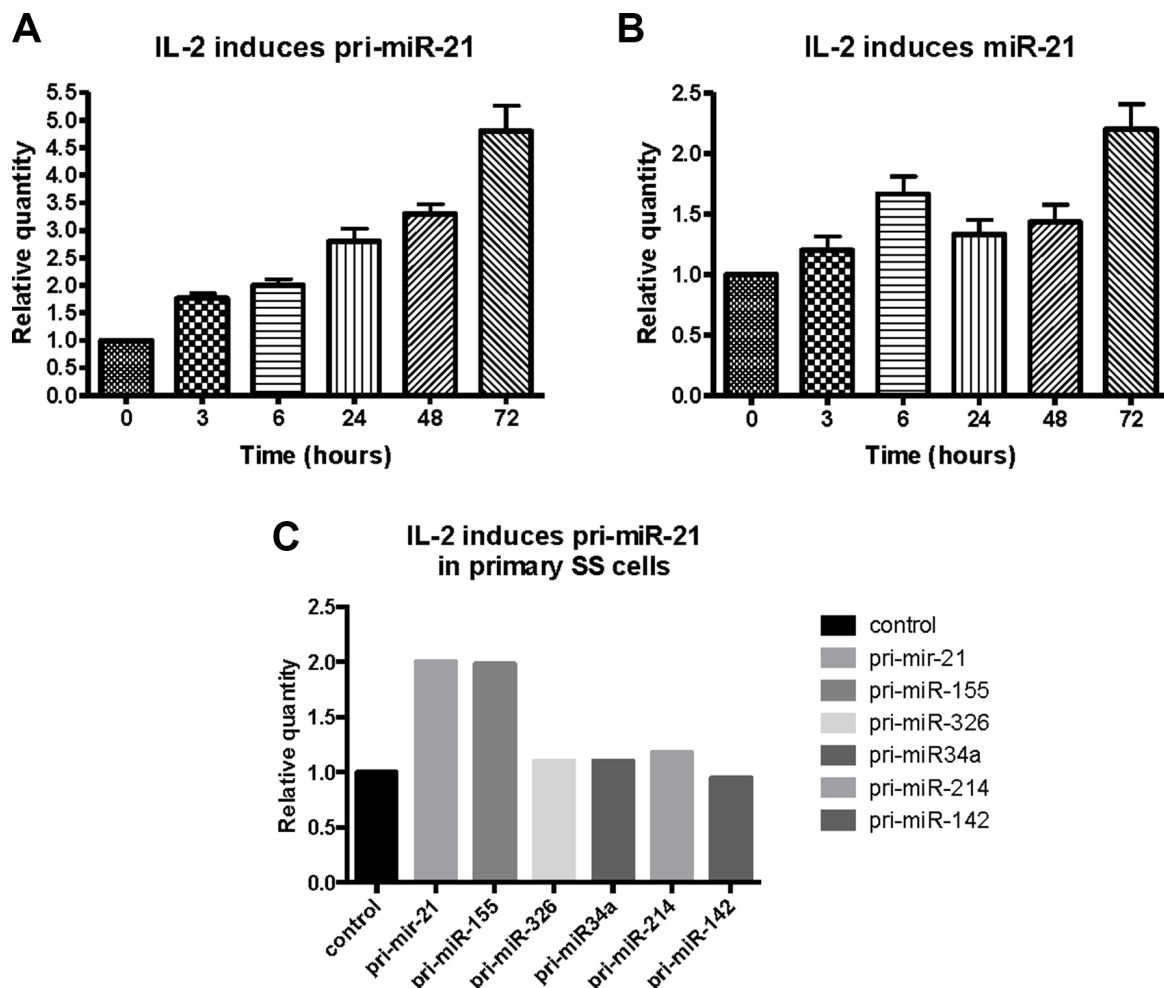 A
IL-2 induces pri-miR-21
Relative quantity
5.5
5.0
4.5
4.0
3.5
3.0
2.5
2.0
1.5
1.0
0.5
0.0
0 3 6 24 48 72
Time (hours)
B
IL-2 induces miR-21
Relative quantity
2.5
2.0
1.5
1.0
0.5
0.0
0 3 6 24 48 72
Time (hours)
C
IL-2 induces pri-miR-21
in primary SS cells
Relative quantity
2.5
2.0
1.5
1.0
0.5
0.0
control
pri-mir-21
pri-miR-155
pri-miR-326
pri-miR34a
pri-miR-214
pri-miR-142
control
pri-mir-21
pri-miR-155
pri-miR-326
pri-miR34a
pri-miR-214
pri-miR-142